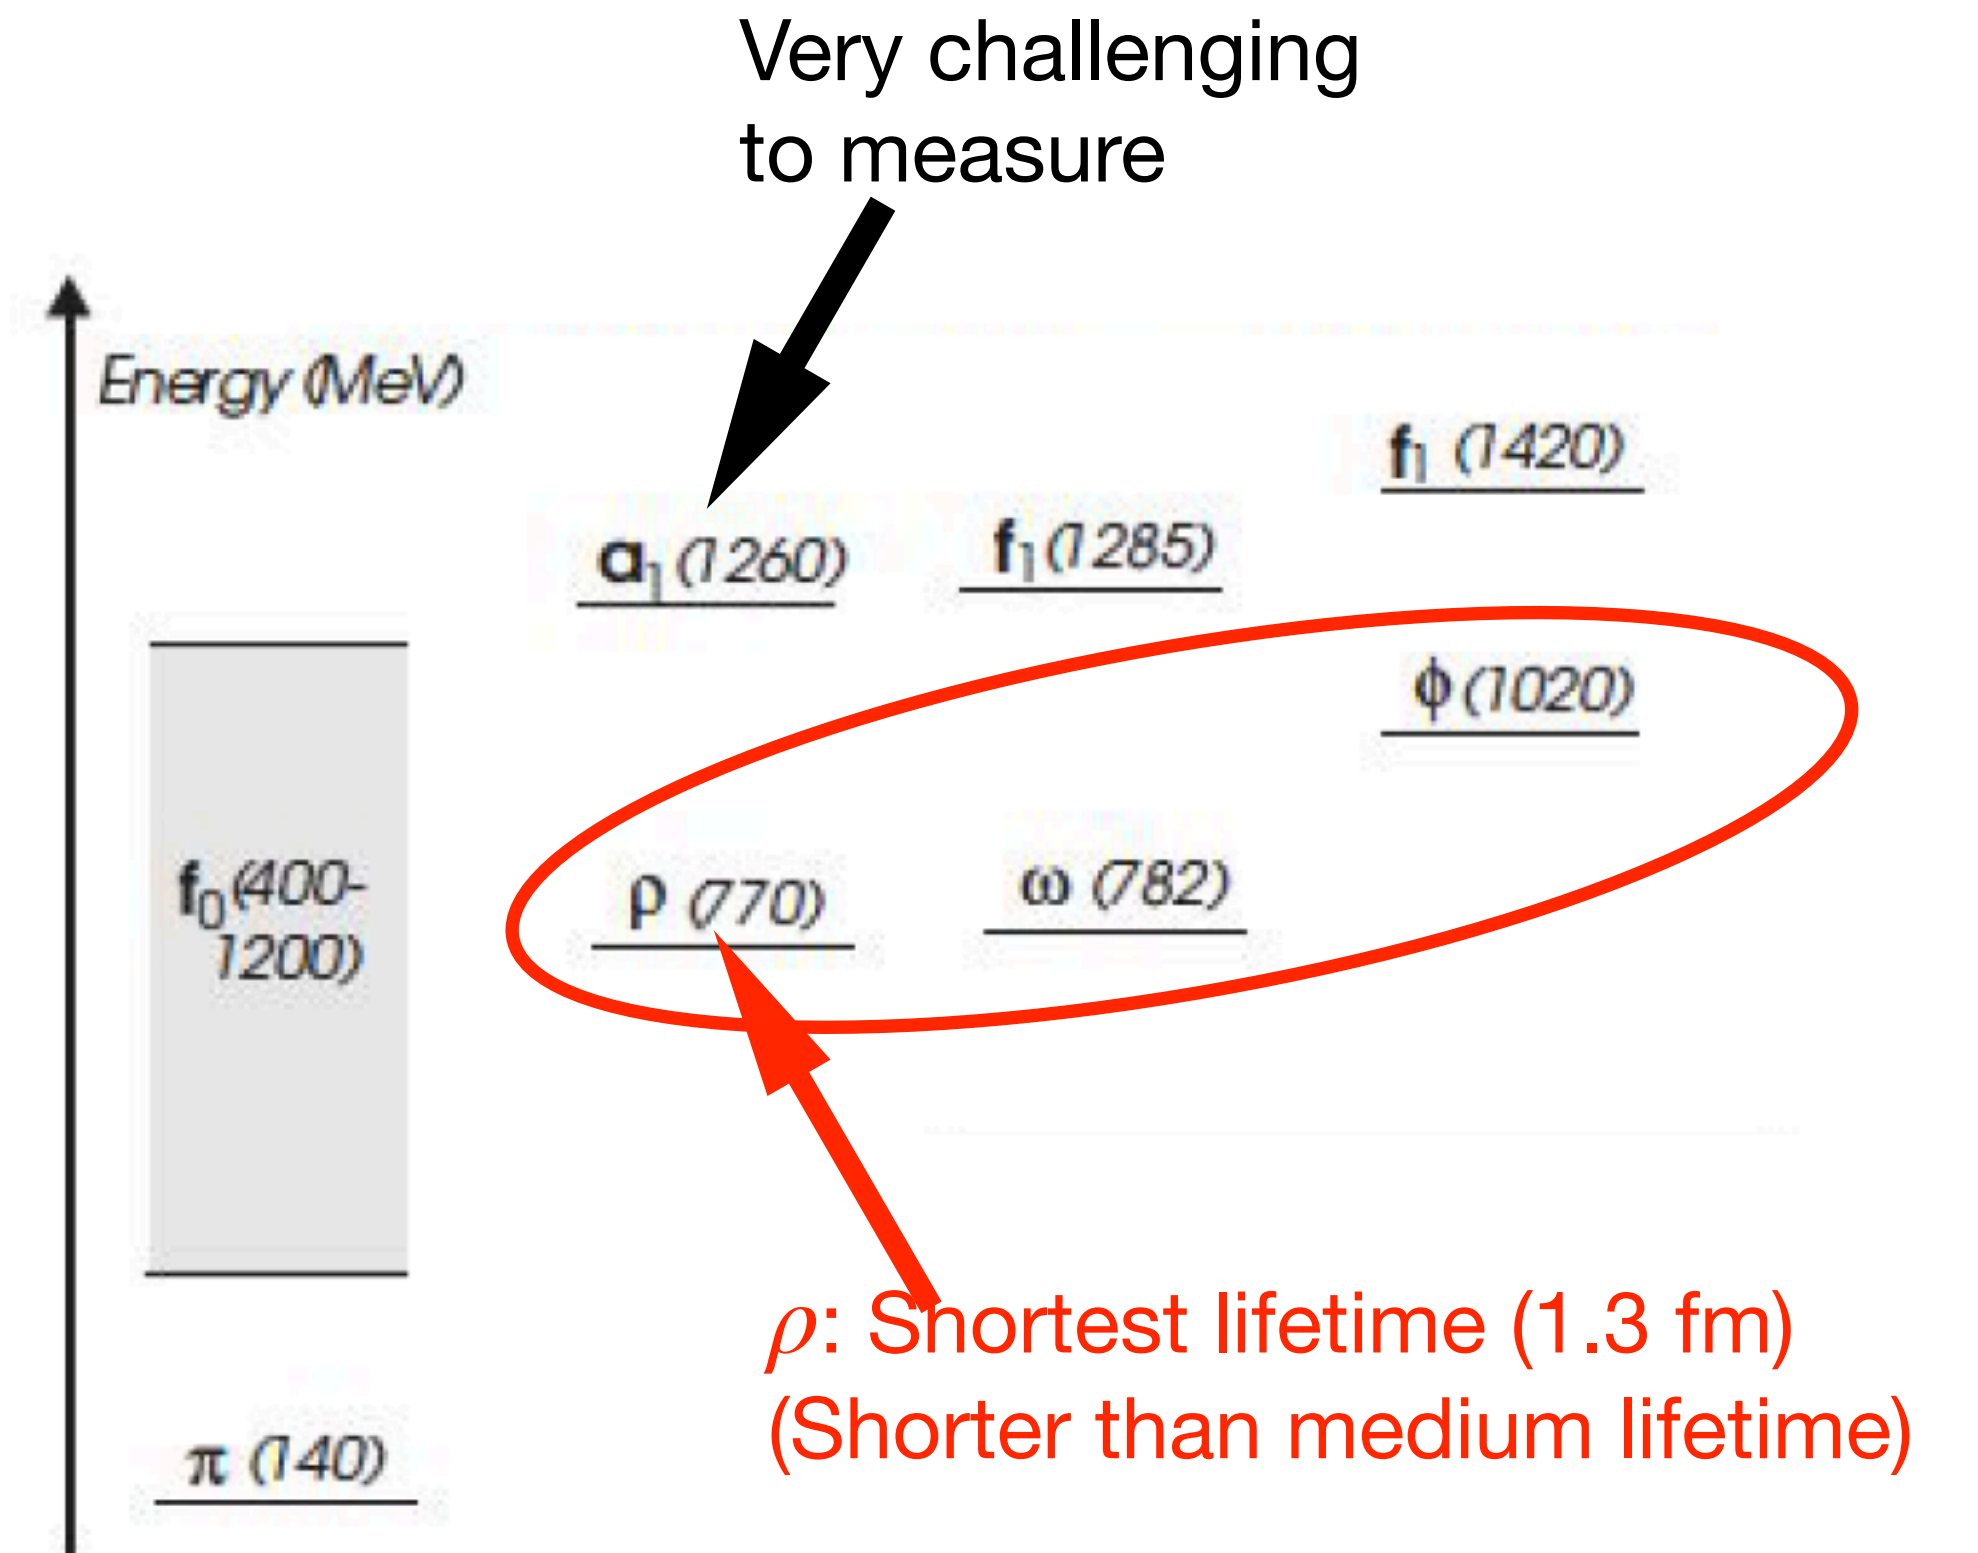 Very challenging
to measure
Energy (MeV)
f₁ (1420)
a₁ (1260)
f₁ (1285)
ϕ (1020)
f₀ (400-
1200)
ρ (770)
ω (782)
ρ: Shortest lifetime (1.3 fm)
(Shorter than medium lifetime)
π (140)